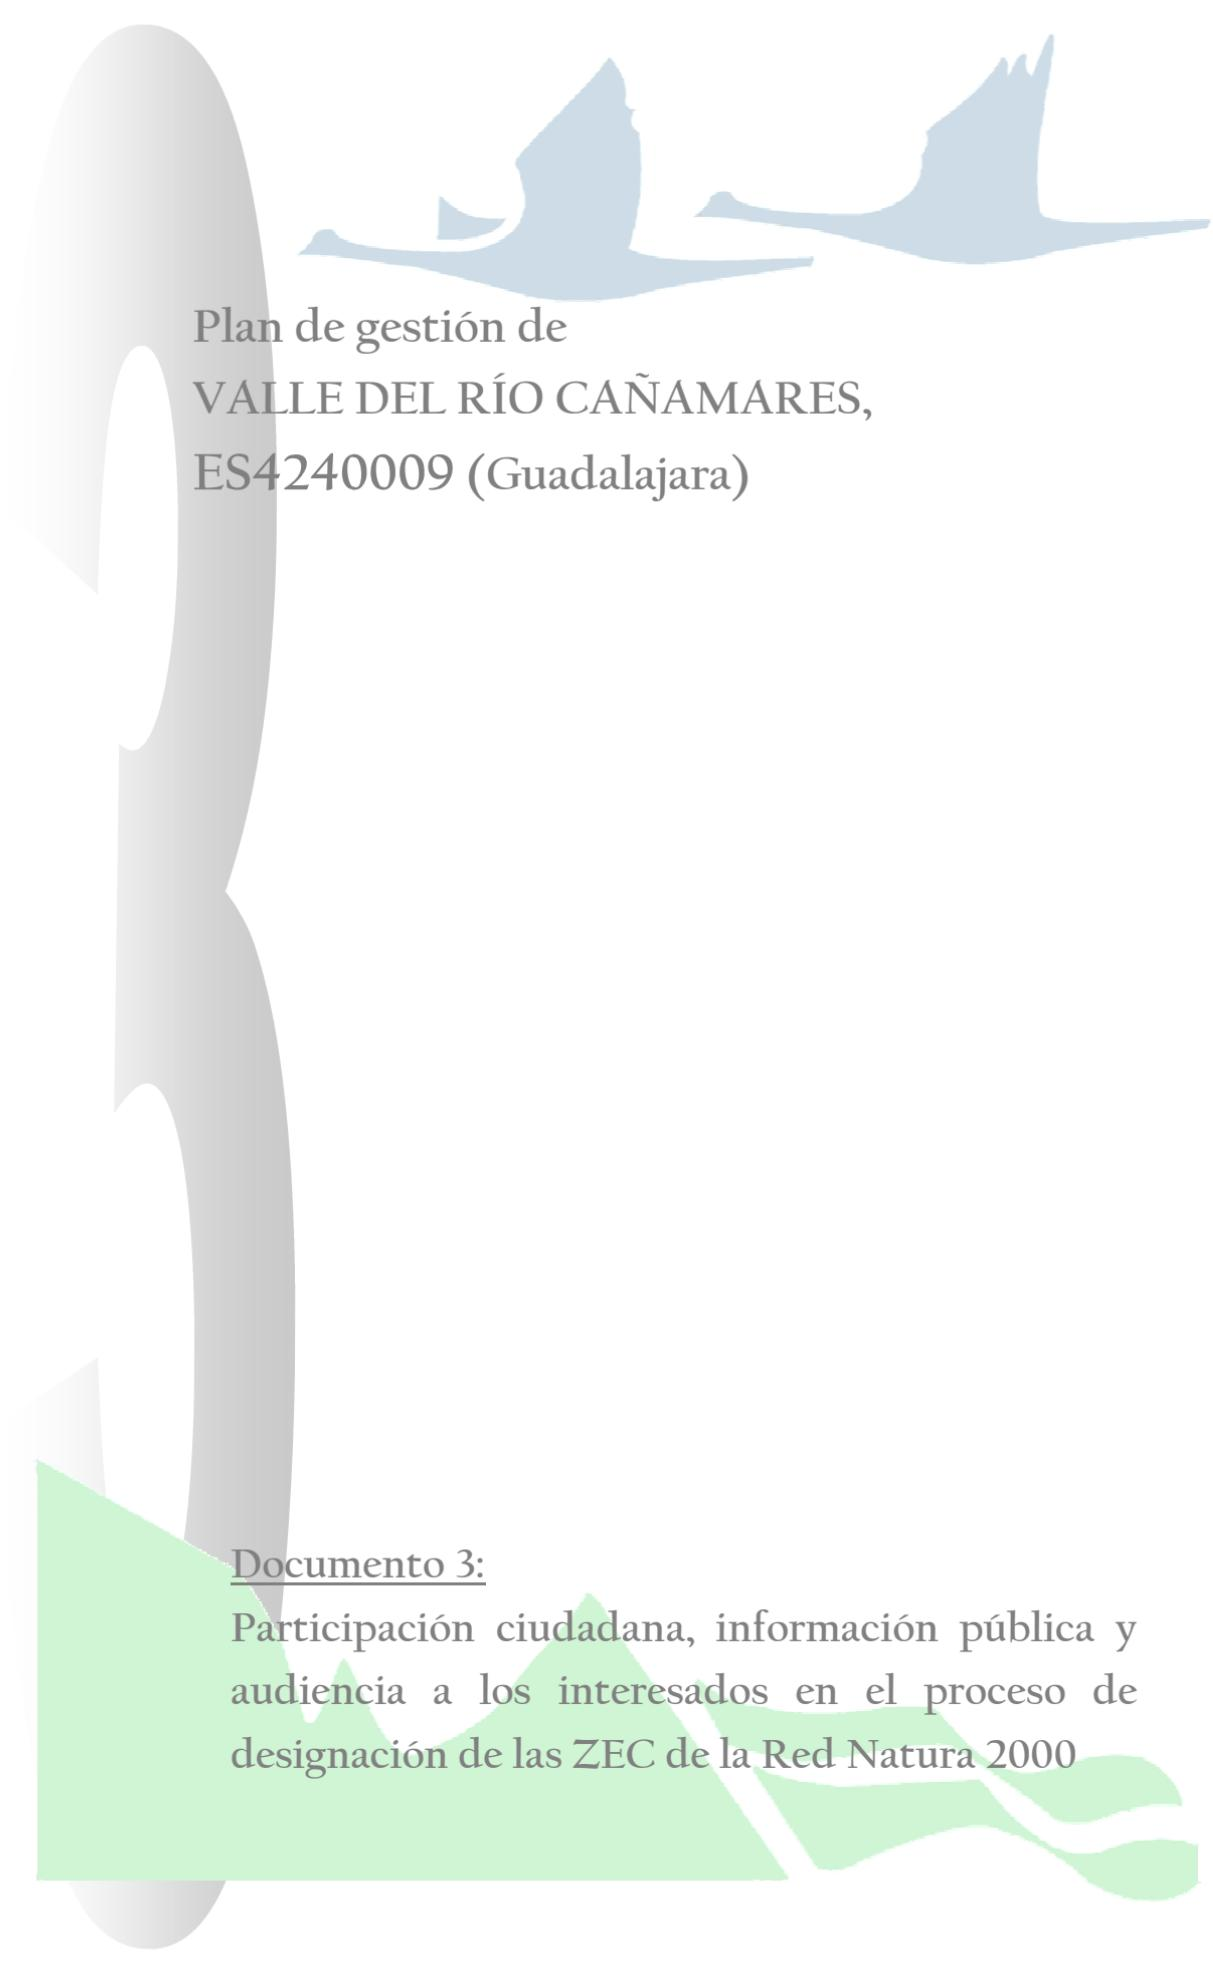 Plan de gestión de
VALLE DEL RÍO CAÑAMARES,
ES4240009 (Guadalajara)
3
Documento 3:
Participación ciudadana, información pública y
audiencia a los interesados en el proceso de
designación de las ZEC de la Red Natura 2000